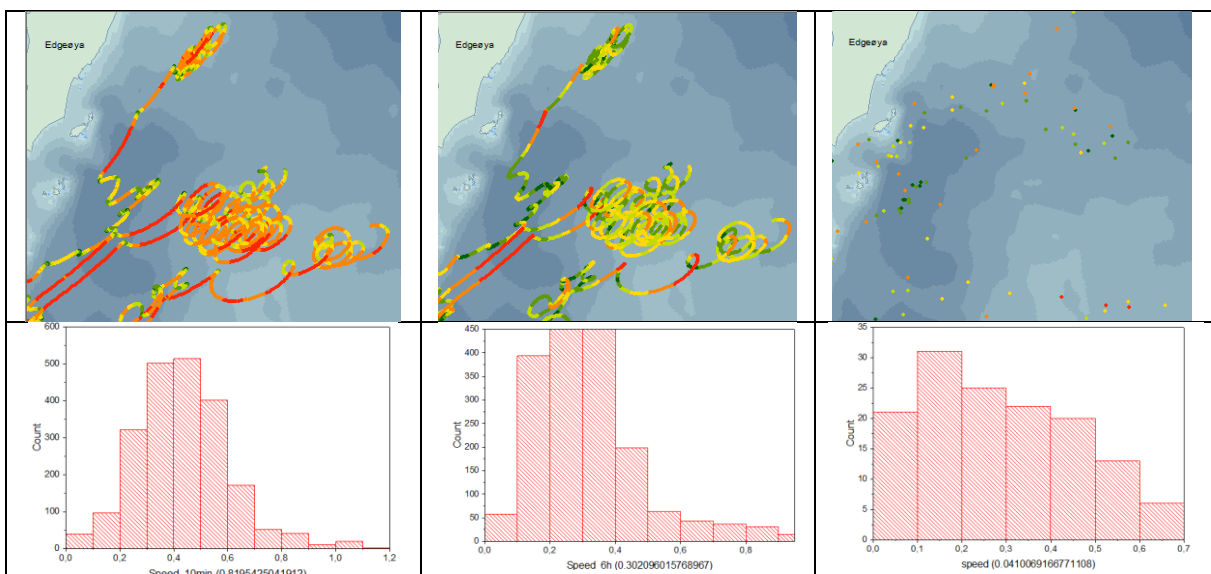 Edgeøya
Edgeøya
Edgeøya
600
500
400
300
200
100
0
Count
0,0 0,2 0,4 0,6 0,8 1,0 1,2
Speed_10min (0.8195425041912)
450
400
350
300
250
200
150
100
50
0
Count
0,0 0,2 0,4 0,6 0,8
Speed 6h (0.302096015768967)
35
30
25
20
15
10
5
0
Count
0,0 0,1 0,2 0,3 0,4 0,5 0,6 0,7
speed (0.0410069166771108)